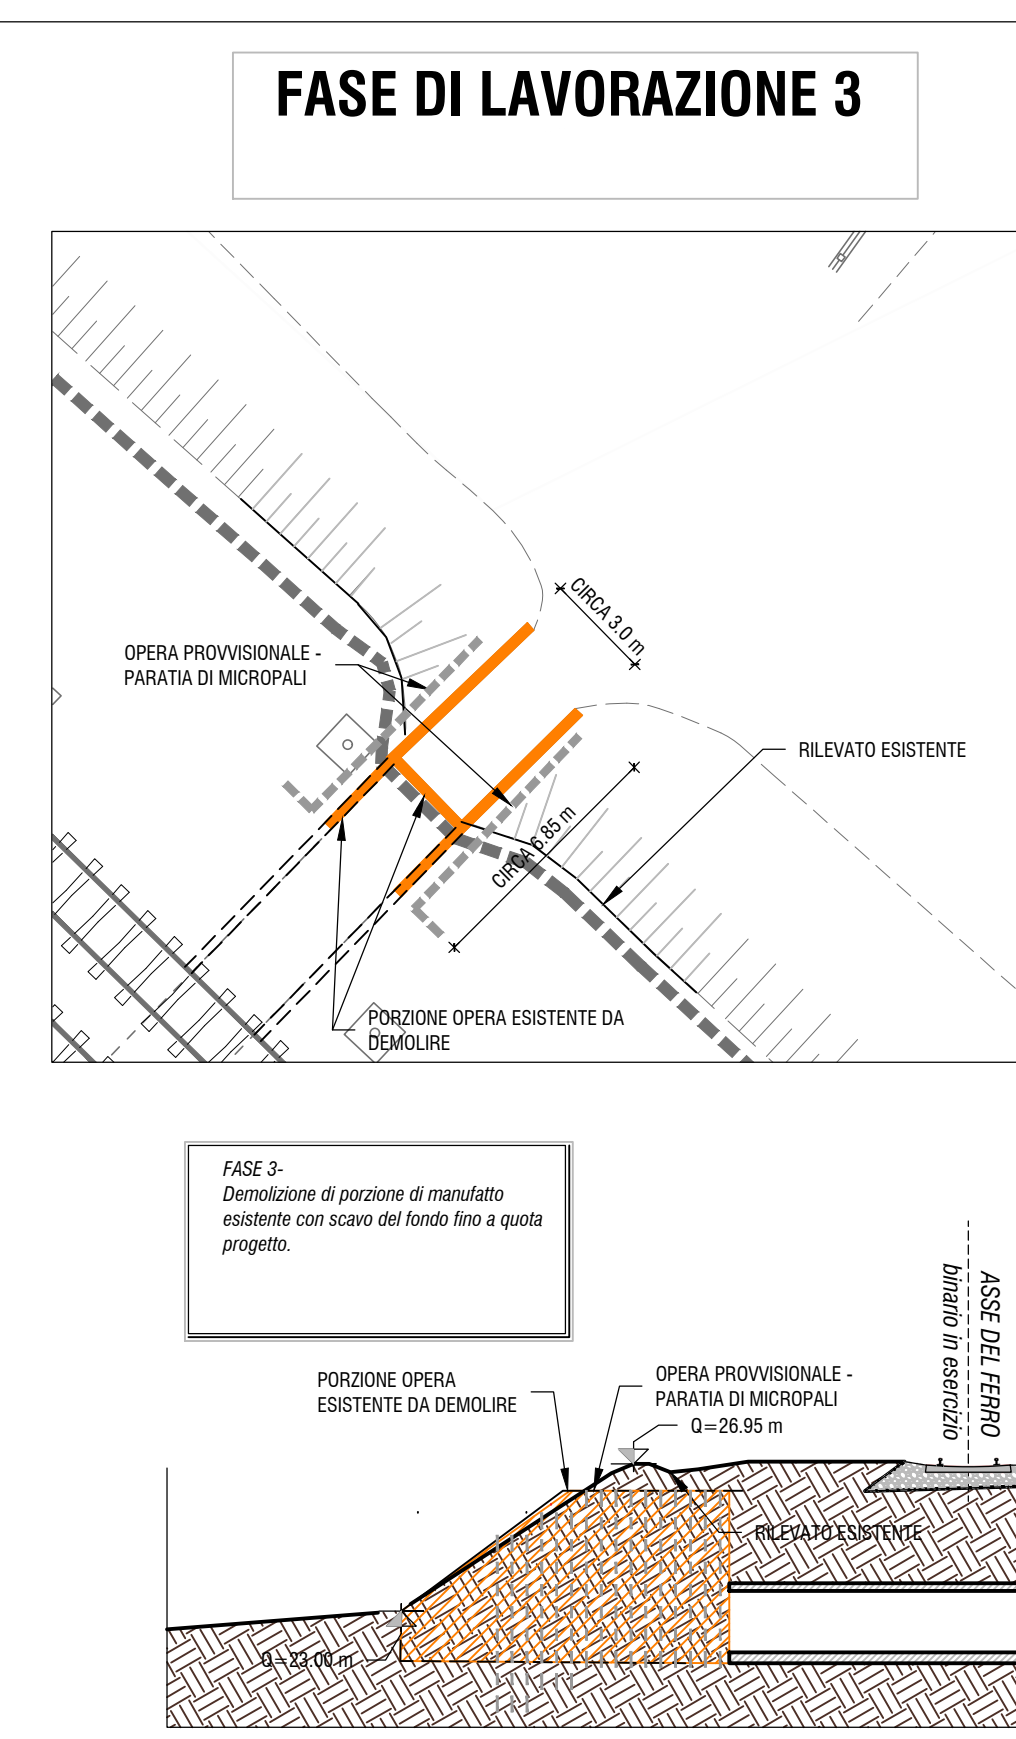 FASE DI LAVORAZIONE 3
CIRCA 3.0 m
OPERA PROVVISIONALE -
PARATIA DI MICROPALI
RILEVATO ESISTENTE
CIRCA 6.85 m
PORZIONE OPERA ESISTENTE DA
DEMOLIRE
FASE 3-
Demolizione di porzione di manufatto
esistente con scavo del fondo fino a quota
progetto.
ASSE DEL FERRO
binario in esercizio
PORZIONE OPERA
ESISTENTE DA DEMOLIRE
OPERA PROVVISIONALE -
PARATIA DI MICROPALI
Q=26.95 m
RILEVATO ESISTENTE
Q=23.00 m